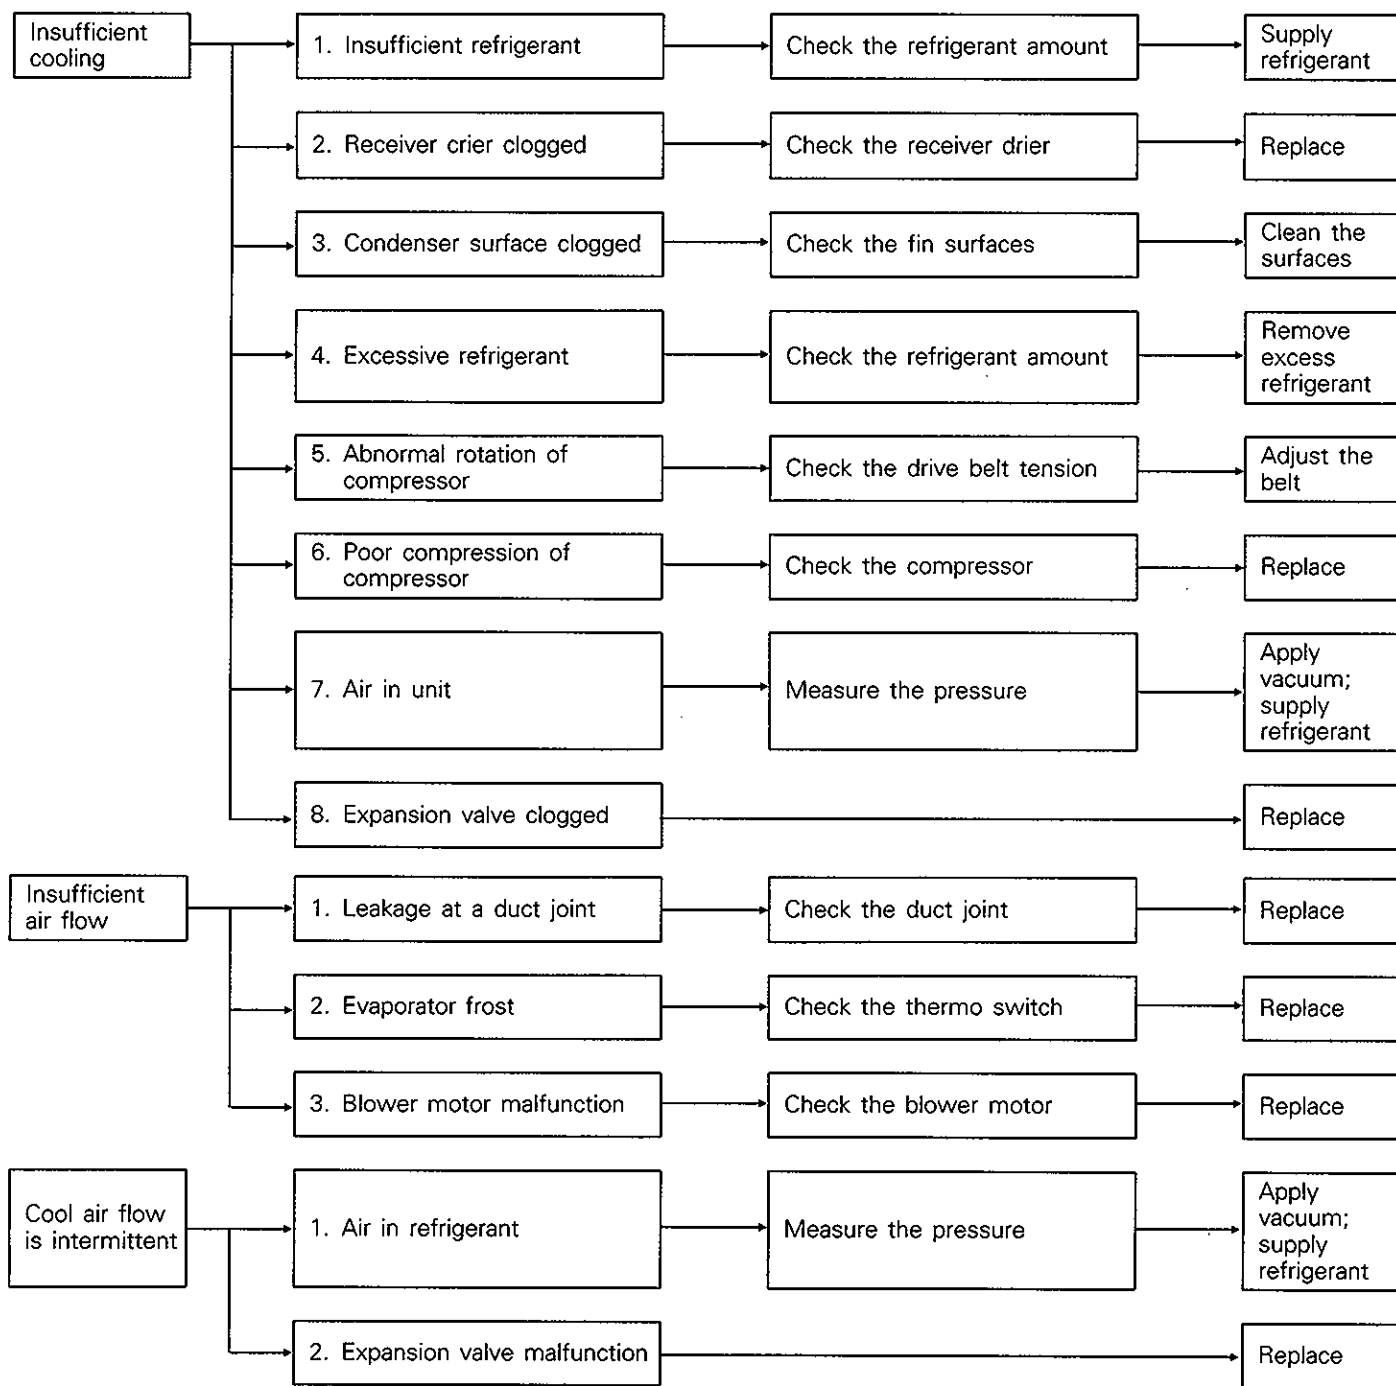 Insufficient
cooling
1. Insufficient refrigerant
Check the refrigerant amount
Supply
refrigerant
2. Receiver crier clogged
Check the receiver drier
Replace
3. Condenser surface clogged
Check the fin surfaces
Clean the
surfaces
4. Excessive refrigerant
Check the refrigerant amount
Remove
excess
refrigerant
5. Abnormal rotation of
compressor
Check the drive belt tension
Adjust the
belt
6. Poor compression of
compressor
Check the compressor
Replace
7. Air in unit
Measure the pressure
Apply
vacuum;
supply
refrigerant
8. Expansion valve clogged
Replace
Insufficient
air flow
1. Leakage at a duct joint
Check the duct joint
Replace
2. Evaporator frost
Check the thermo switch
Replace
3. Blower motor malfunction
Check the blower motor
Replace
Cool air flow
is intermittent
1. Air in refrigerant
Measure the pressure
Apply
vacuum;
supply
refrigerant
2. Expansion valve malfunction
Replace